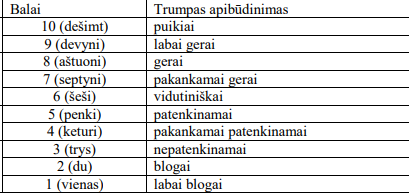 Balai Trumpas apibūdinimas
10 (dešimt) puikiai
9 (devyni) labai gerai
8 (aštuoni) gerai
7 (septyni) pakankamai gerai
6 (šeši) vidutiniškai
5 (penki) patenkinamai
4 (keturi) pakankamai patenkinamai
3 (trys) nepatenkinamai
2 (du) blogai
1 (vienas) labai blogai